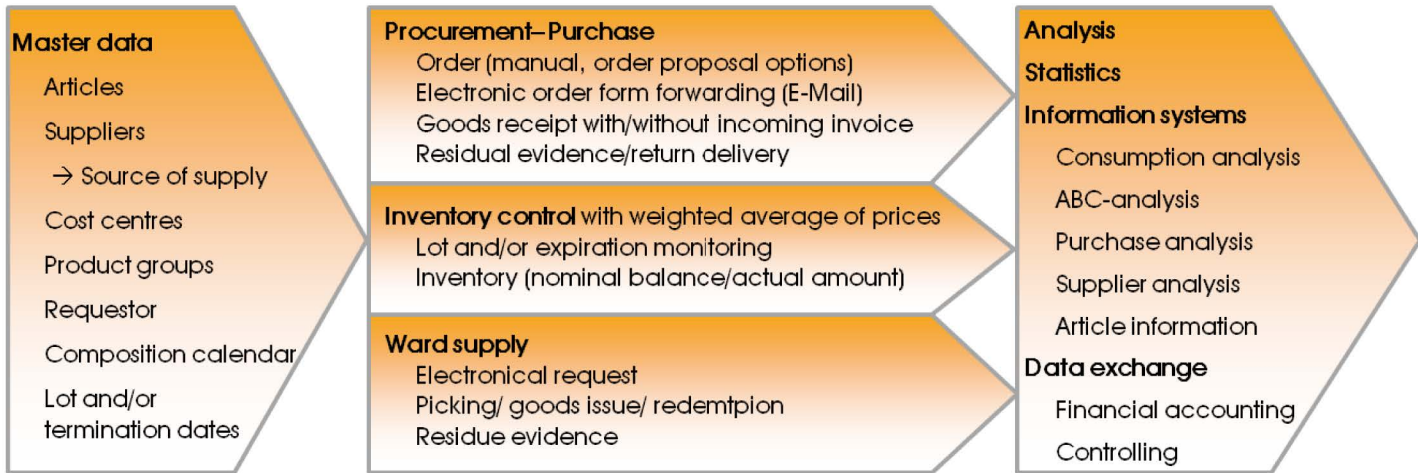 Master data
Articles
Suppliers
→ Source of supply
Cost centres
Product groups
Requestor
Composition calendar
Lot and/or
termination dates
Procurement–Purchase
Order (manual, order proposal options)
Electronic order form forwarding (E-Mail)
Goods receipt with/without incoming invoice
Residual evidence/return delivery
Inventory control with weighted average of prices
Lot and/or expiration monitoring
Inventory (nominal balance/actual amount)
Ward supply
Electronical request
Picking/ goods issue/ redemtpion
Residue evidence
Analysis
Statistics
Information systems
Consumption analysis
ABC-analysis
Purchase analysis
Supplier analysis
Article information
Data exchange
Financial accounting
Controlling